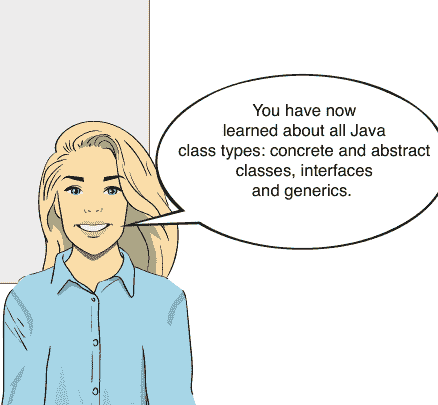 You have now
learned about all Java
class types: concrete and abstract
classes, interfaces
and generics.